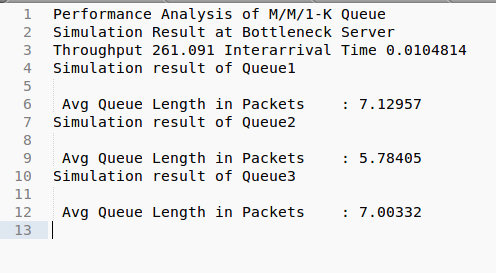 1 Performance Analysis of M/M/1-K Queue
2 Simulation Result at Bottleneck Server
3 Throughput 261.091 Interarrival Time 0.0104814
4 Simulation result of Queue1
5
6 Avg Queue Length in Packets : 7.12957
7 Simulation result of Queue2
8
9 Avg Queue Length in Packets : 5.78405
10 Simulation result of Queue3
11
12 Avg Queue Length in Packets : 7.00332
13